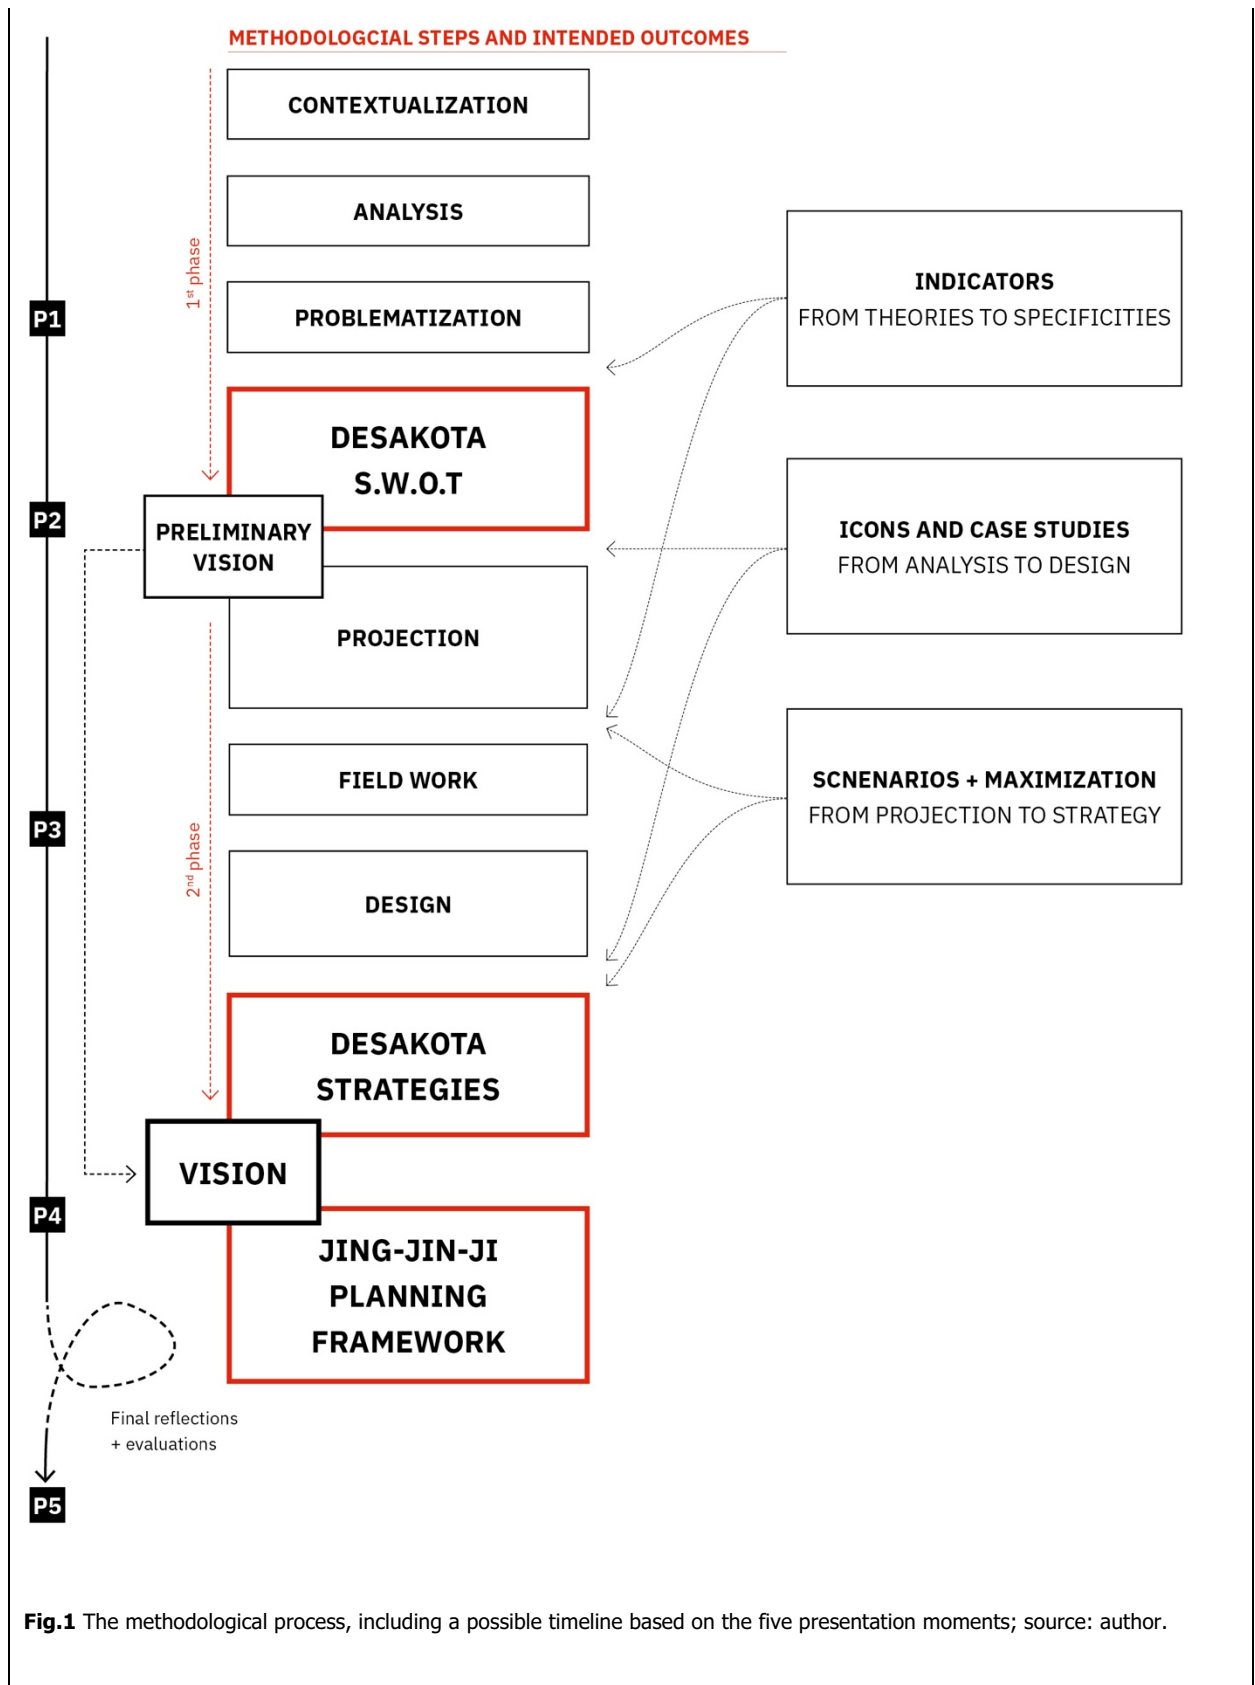 METHODOLOGCIAL STEPS AND INTENDED OUTCOMES
CONTEXTUALIZATION
ANALYSIS
1st phase
PROBLEMATIZATION
P1
INDICATORS
FROM THEORIES TO SPECIFICITIES
DESAKOTA
S.W.O.T
P2
PRELIMINARY
VISION
ICONS AND CASE STUDIES
FROM ANALYSIS TO DESIGN
PROJECTION
FIELD WORK
P3
SCNENARIOS + MAXIMIZATION
FROM PROJECTION TO STRATEGY
2nd phase
DESIGN
DESAKOTA
STRATEGIES
VISION
P4
JING-JIN-JI
PLANNING
FRAMEWORK
Final reflections
+ evaluations
P5
Fig.1 The methodological process, including a possible timeline based on the five presentation moments; source: author.